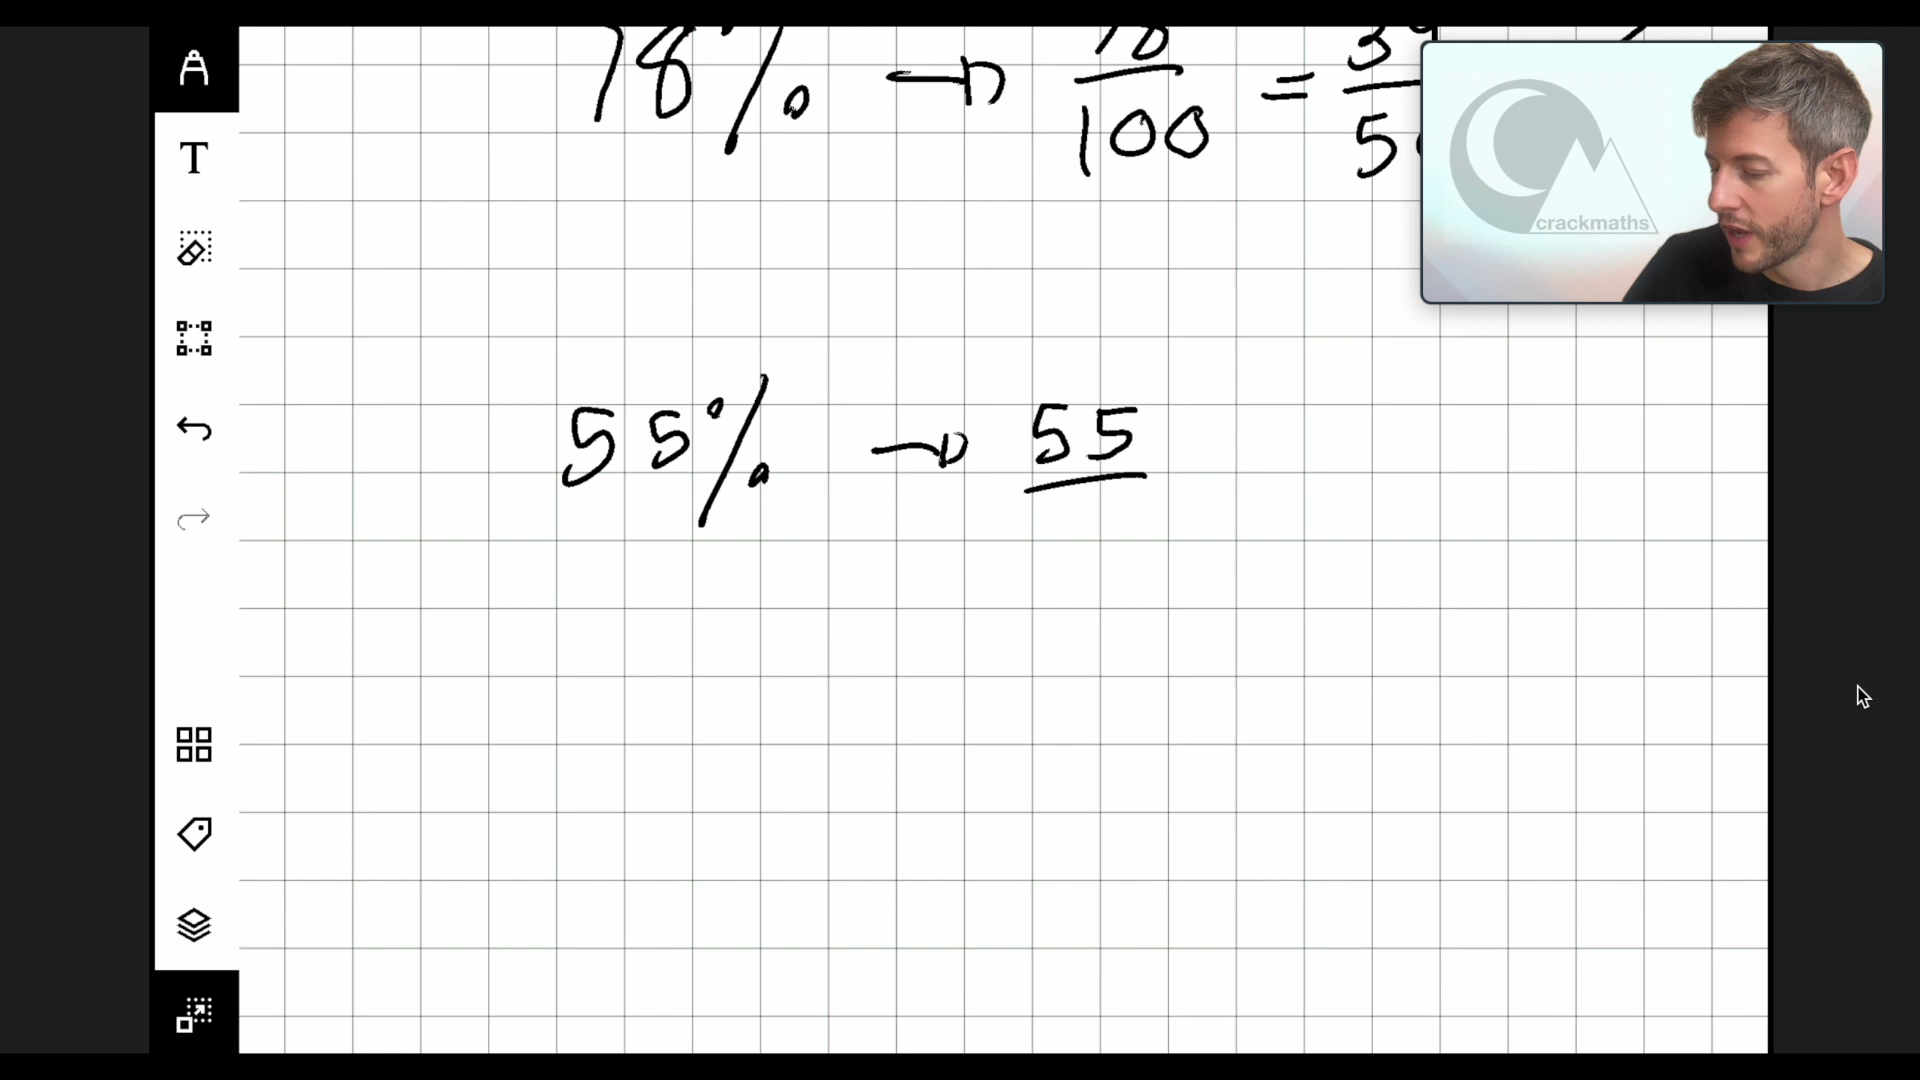 78% → 78/100 = 39/50
crackmaths
T
55% → 55